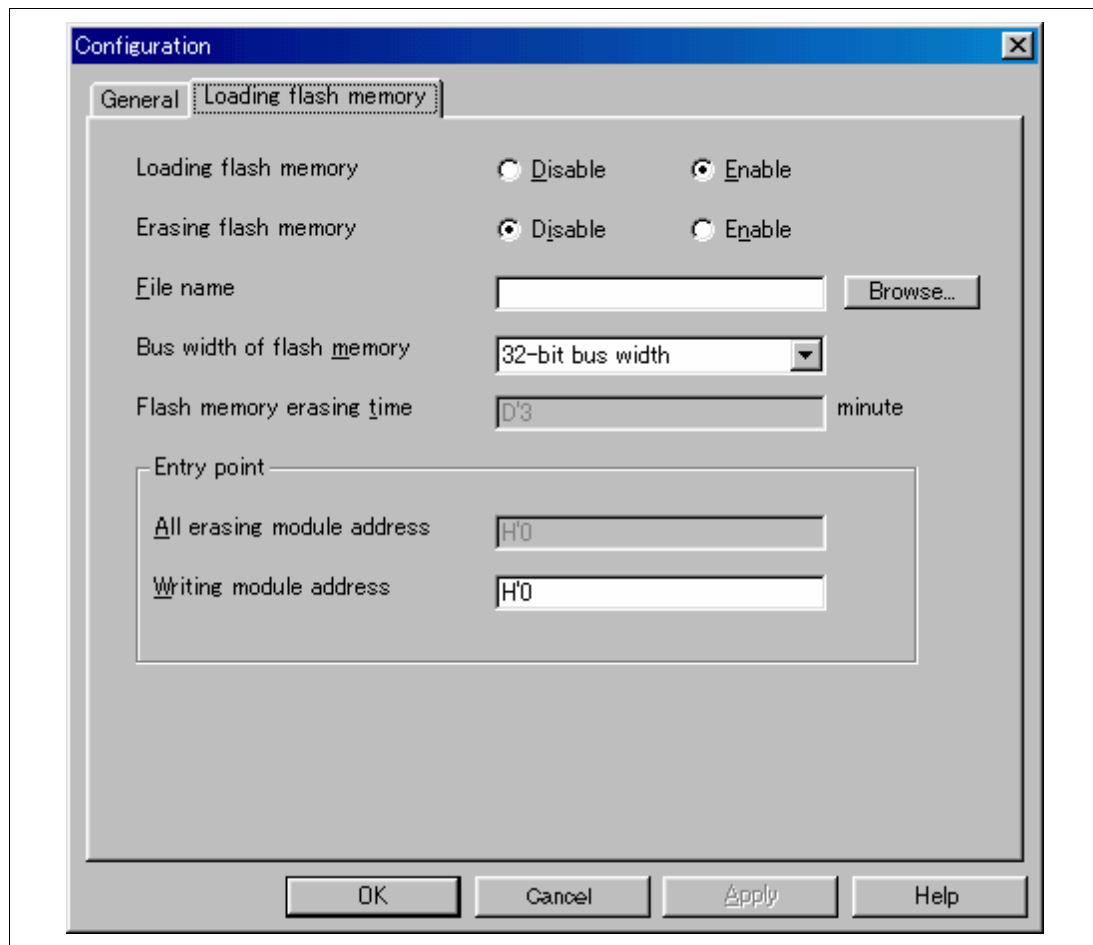 Configuration
General Loading flash memory
Loading flash memory Disable Enable
Erasing flash memory Disable Enable
File name Browse...
Bus width of flash memory 32-bit bus width
Flash memory erasing time D'3 minute
Entry point
All erasing module address H'0
Writing module address H'0
OK Cancel Apply Help